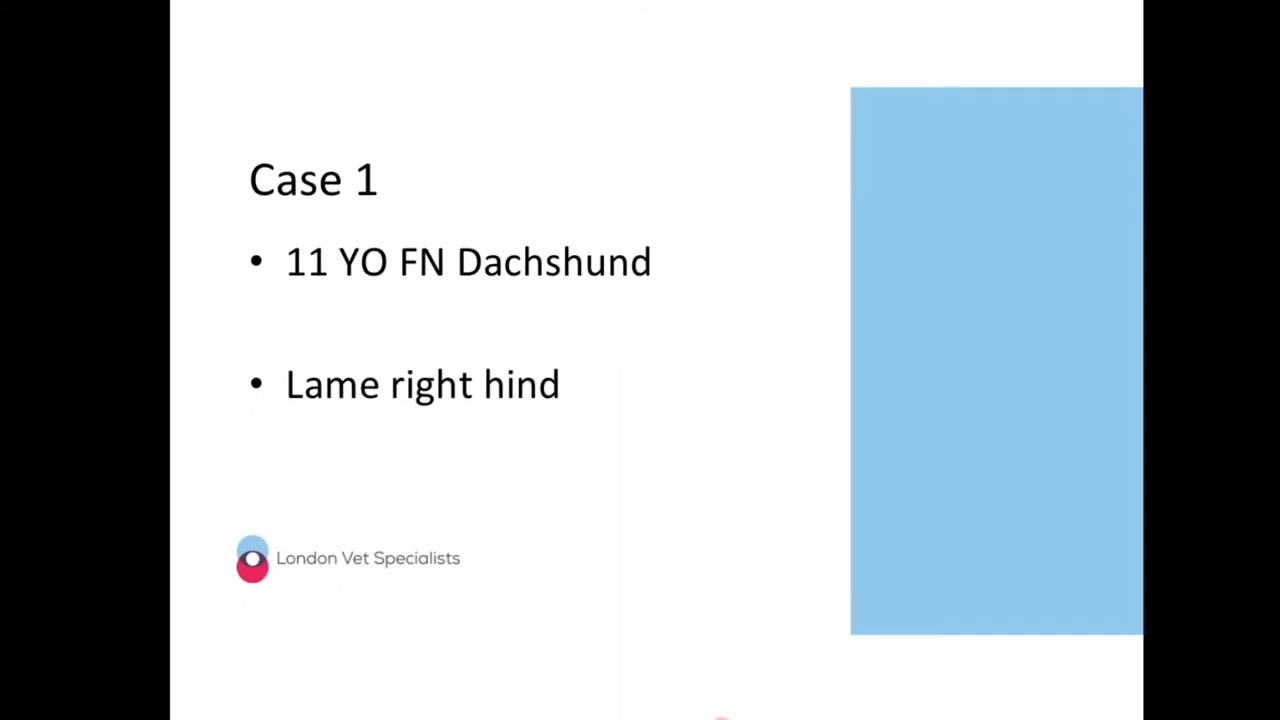 Case 1
• 11 YO FN Dachshund
• Lame right hind
London Vet Specialists